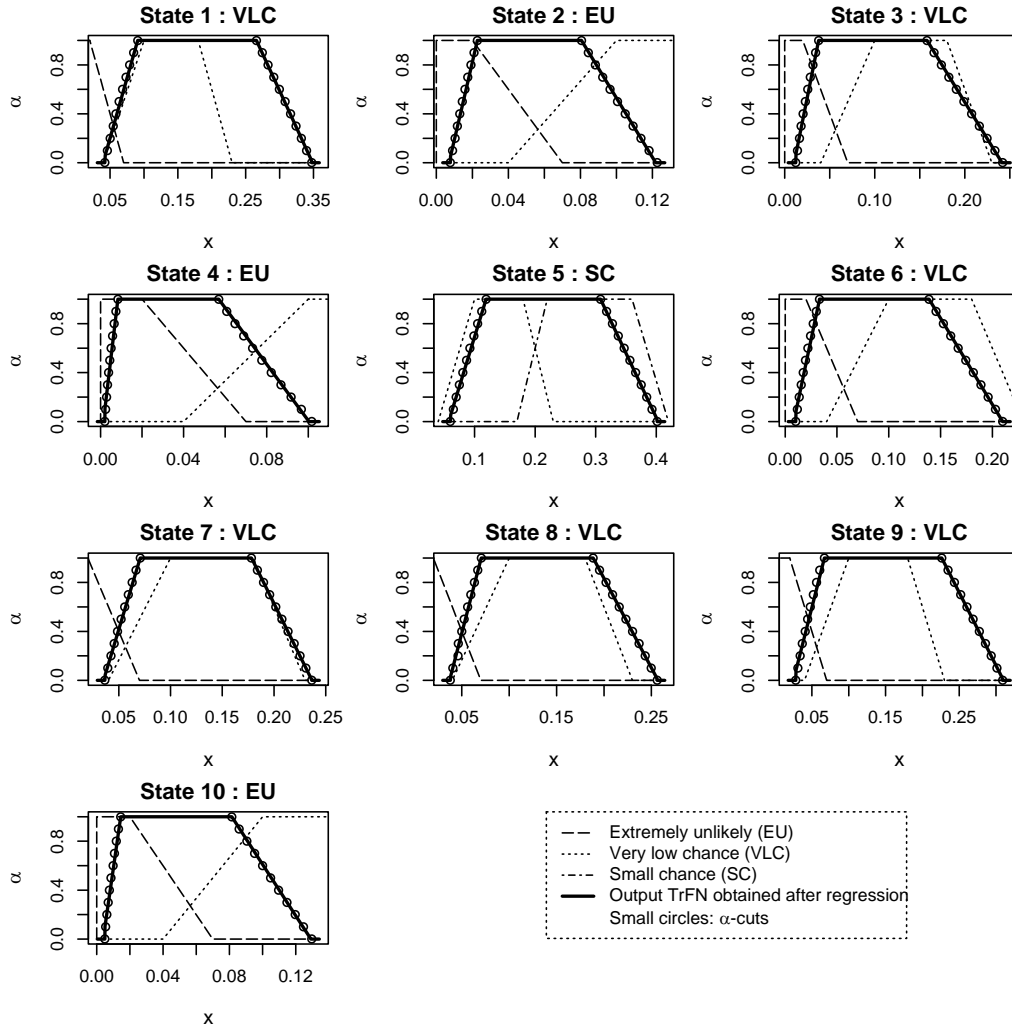 State 1 : VLC
α
0.0 0.4 0.8
0.05 0.15 0.25 0.35
x
State 2 : EU
α
0.0 0.4 0.8
0.00 0.04 0.08 0.12
x
State 3 : VLC
α
0.0 0.4 0.8
0.00 0.10 0.20
x
State 4 : EU
α
0.0 0.4 0.8
0.00 0.04 0.08
x
State 5 : SC
α
0.0 0.4 0.8
0.1 0.2 0.3 0.4
x
State 6 : VLC
α
0.0 0.4 0.8
0.00 0.05 0.10 0.15 0.20
x
State 7 : VLC
α
0.0 0.4 0.8
0.05 0.10 0.15 0.20 0.25
x
State 8 : VLC
α
0.0 0.4 0.8
0.05 0.15 0.25
x
State 9 : VLC
α
0.0 0.4 0.8
0.05 0.15 0.25
x
State 10 : EU
α
0.0 0.4 0.8
0.00 0.04 0.08 0.12
x
Extremely unlikely (EU)
Very low chance (VLC)
Small chance (SC)
Output TrFN obtained after regression
Small circles: α-cuts